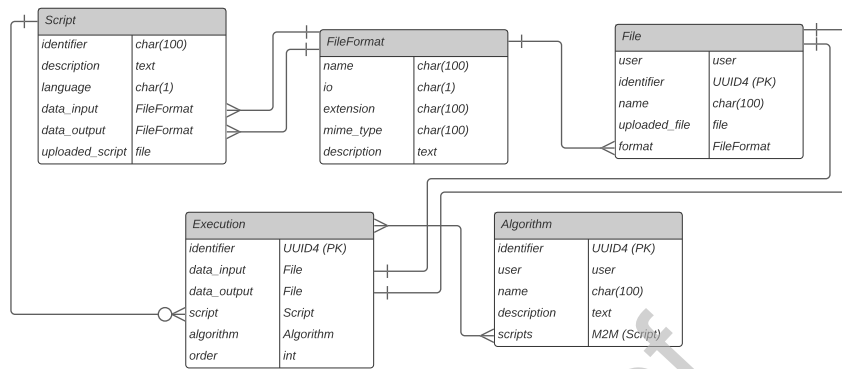 Script
identifier char(100)
description text
language char(1)
data_input FileFormat
data_output FileFormat
uploaded_script file
FileFormat
name char(100)
io char(1)
extension char(100)
mime_type char(100)
description text
File
user user
identifier UUID4 (PK)
name char(100)
uploaded_file file
format FileFormat
Execution
identifier UUID4 (PK)
data_input File
data_output File
script Script
algorithm Algorithm
order int
Algorithm
identifier UUID4 (PK)
user user
name char(100)
description text
scripts M2M (Script)